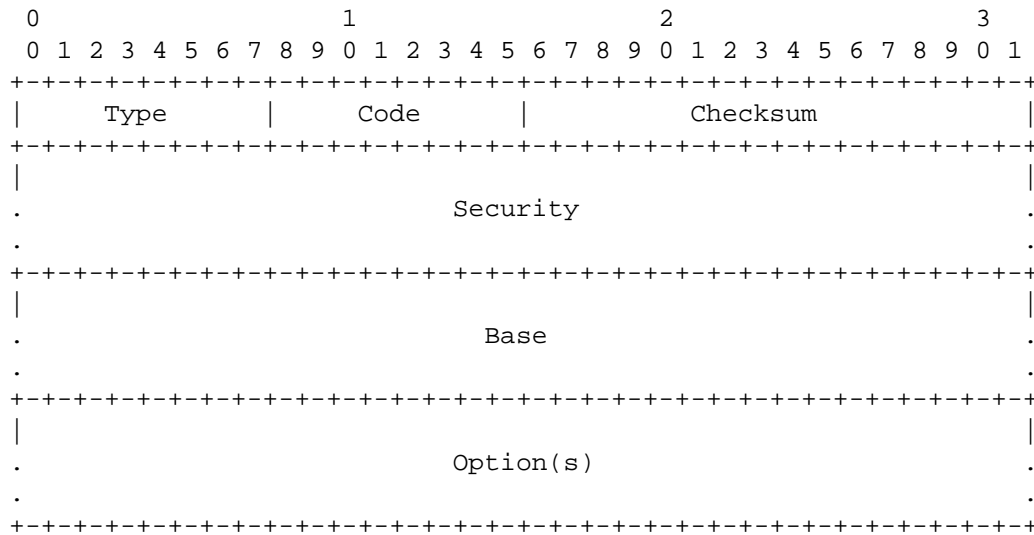 0                   1                   2                   3
 0 1 2 3 4 5 6 7 8 9 0 1 2 3 4 5 6 7 8 9 0 1 2 3 4 5 6 7 8 9 0 1
+-+-+-+-+-+-+-+-+-+-+-+-+-+-+-+-+-+-+-+-+-+-+-+-+-+-+-+-+-+-+-+-+
|     Type      |     Code      |          Checksum             |
+-+-+-+-+-+-+-+-+-+-+-+-+-+-+-+-+-+-+-+-+-+-+-+-+-+-+-+-+-+-+-+-+
|                                                               |
.                           Security                            .
.                                                               .
+-+-+-+-+-+-+-+-+-+-+-+-+-+-+-+-+-+-+-+-+-+-+-+-+-+-+-+-+-+-+-+-+
|                                                               |
.                             Base                              .
.                                                               .
+-+-+-+-+-+-+-+-+-+-+-+-+-+-+-+-+-+-+-+-+-+-+-+-+-+-+-+-+-+-+-+-+
|                                                               |
.                           Option(s)                           .
.                                                               .
+-+-+-+-+-+-+-+-+-+-+-+-+-+-+-+-+-+-+-+-+-+-+-+-+-+-+-+-+-+-+-+-+